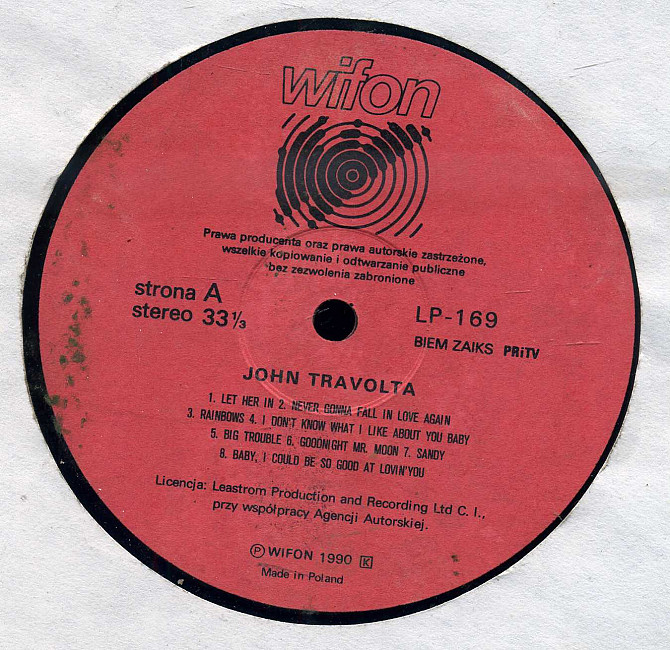 wifon
Prawa producenta oraz prawa autorskie zastrzeżone,
wszelkie kopiowanie i odtwarzanie publiczne
bez zezwolenia zabronione
strona A
stereo 33 1/3
LP-169
BIEM ZAIKS PRiTV
JOHN TRAVOLTA
1. LET HER IN 2. NEVER GONNA FALL IN LOVE AGAIN
3. RAINBOWS 4. I DON'T KNOW WHAT I LIKE ABOUT YOU BABY
5. BIG TROUBLE 6. GOODNIGHT MR. MOON 7. SANDY
8. BABY, I COULD BE SO GOOD AT LOVIN'YOU
Licencja: Leastrom Production and Recording Ltd C. I.,
przy współpracy Agencji Autorskiej.
Ⓟ WIFON 1990 K
Made in Poland